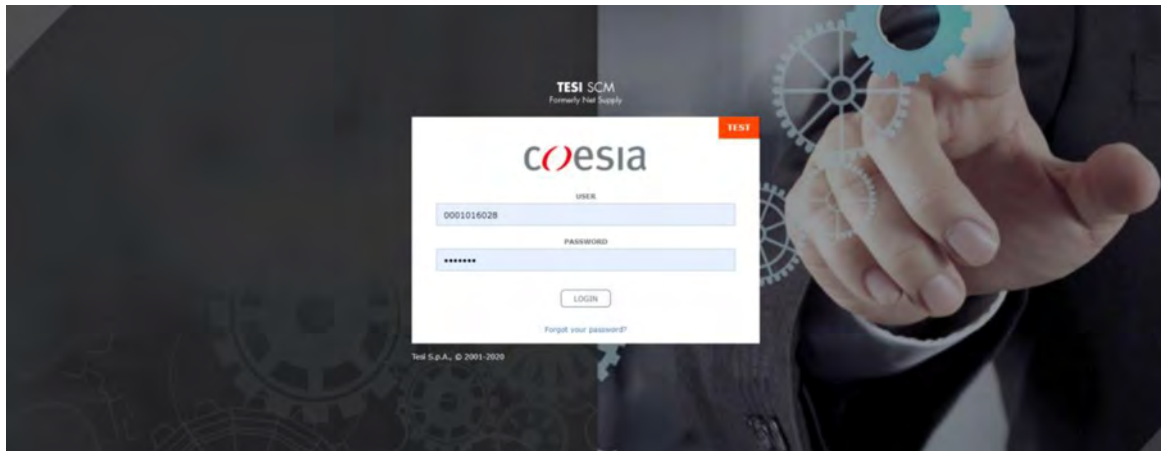 TESI SCM
Formerly Net Supply
TEST
coesia
USER
0001016028
PASSWORD
•••••••
LOGIN
Forgot your password?
Tesi S.p.A., © 2001-2020